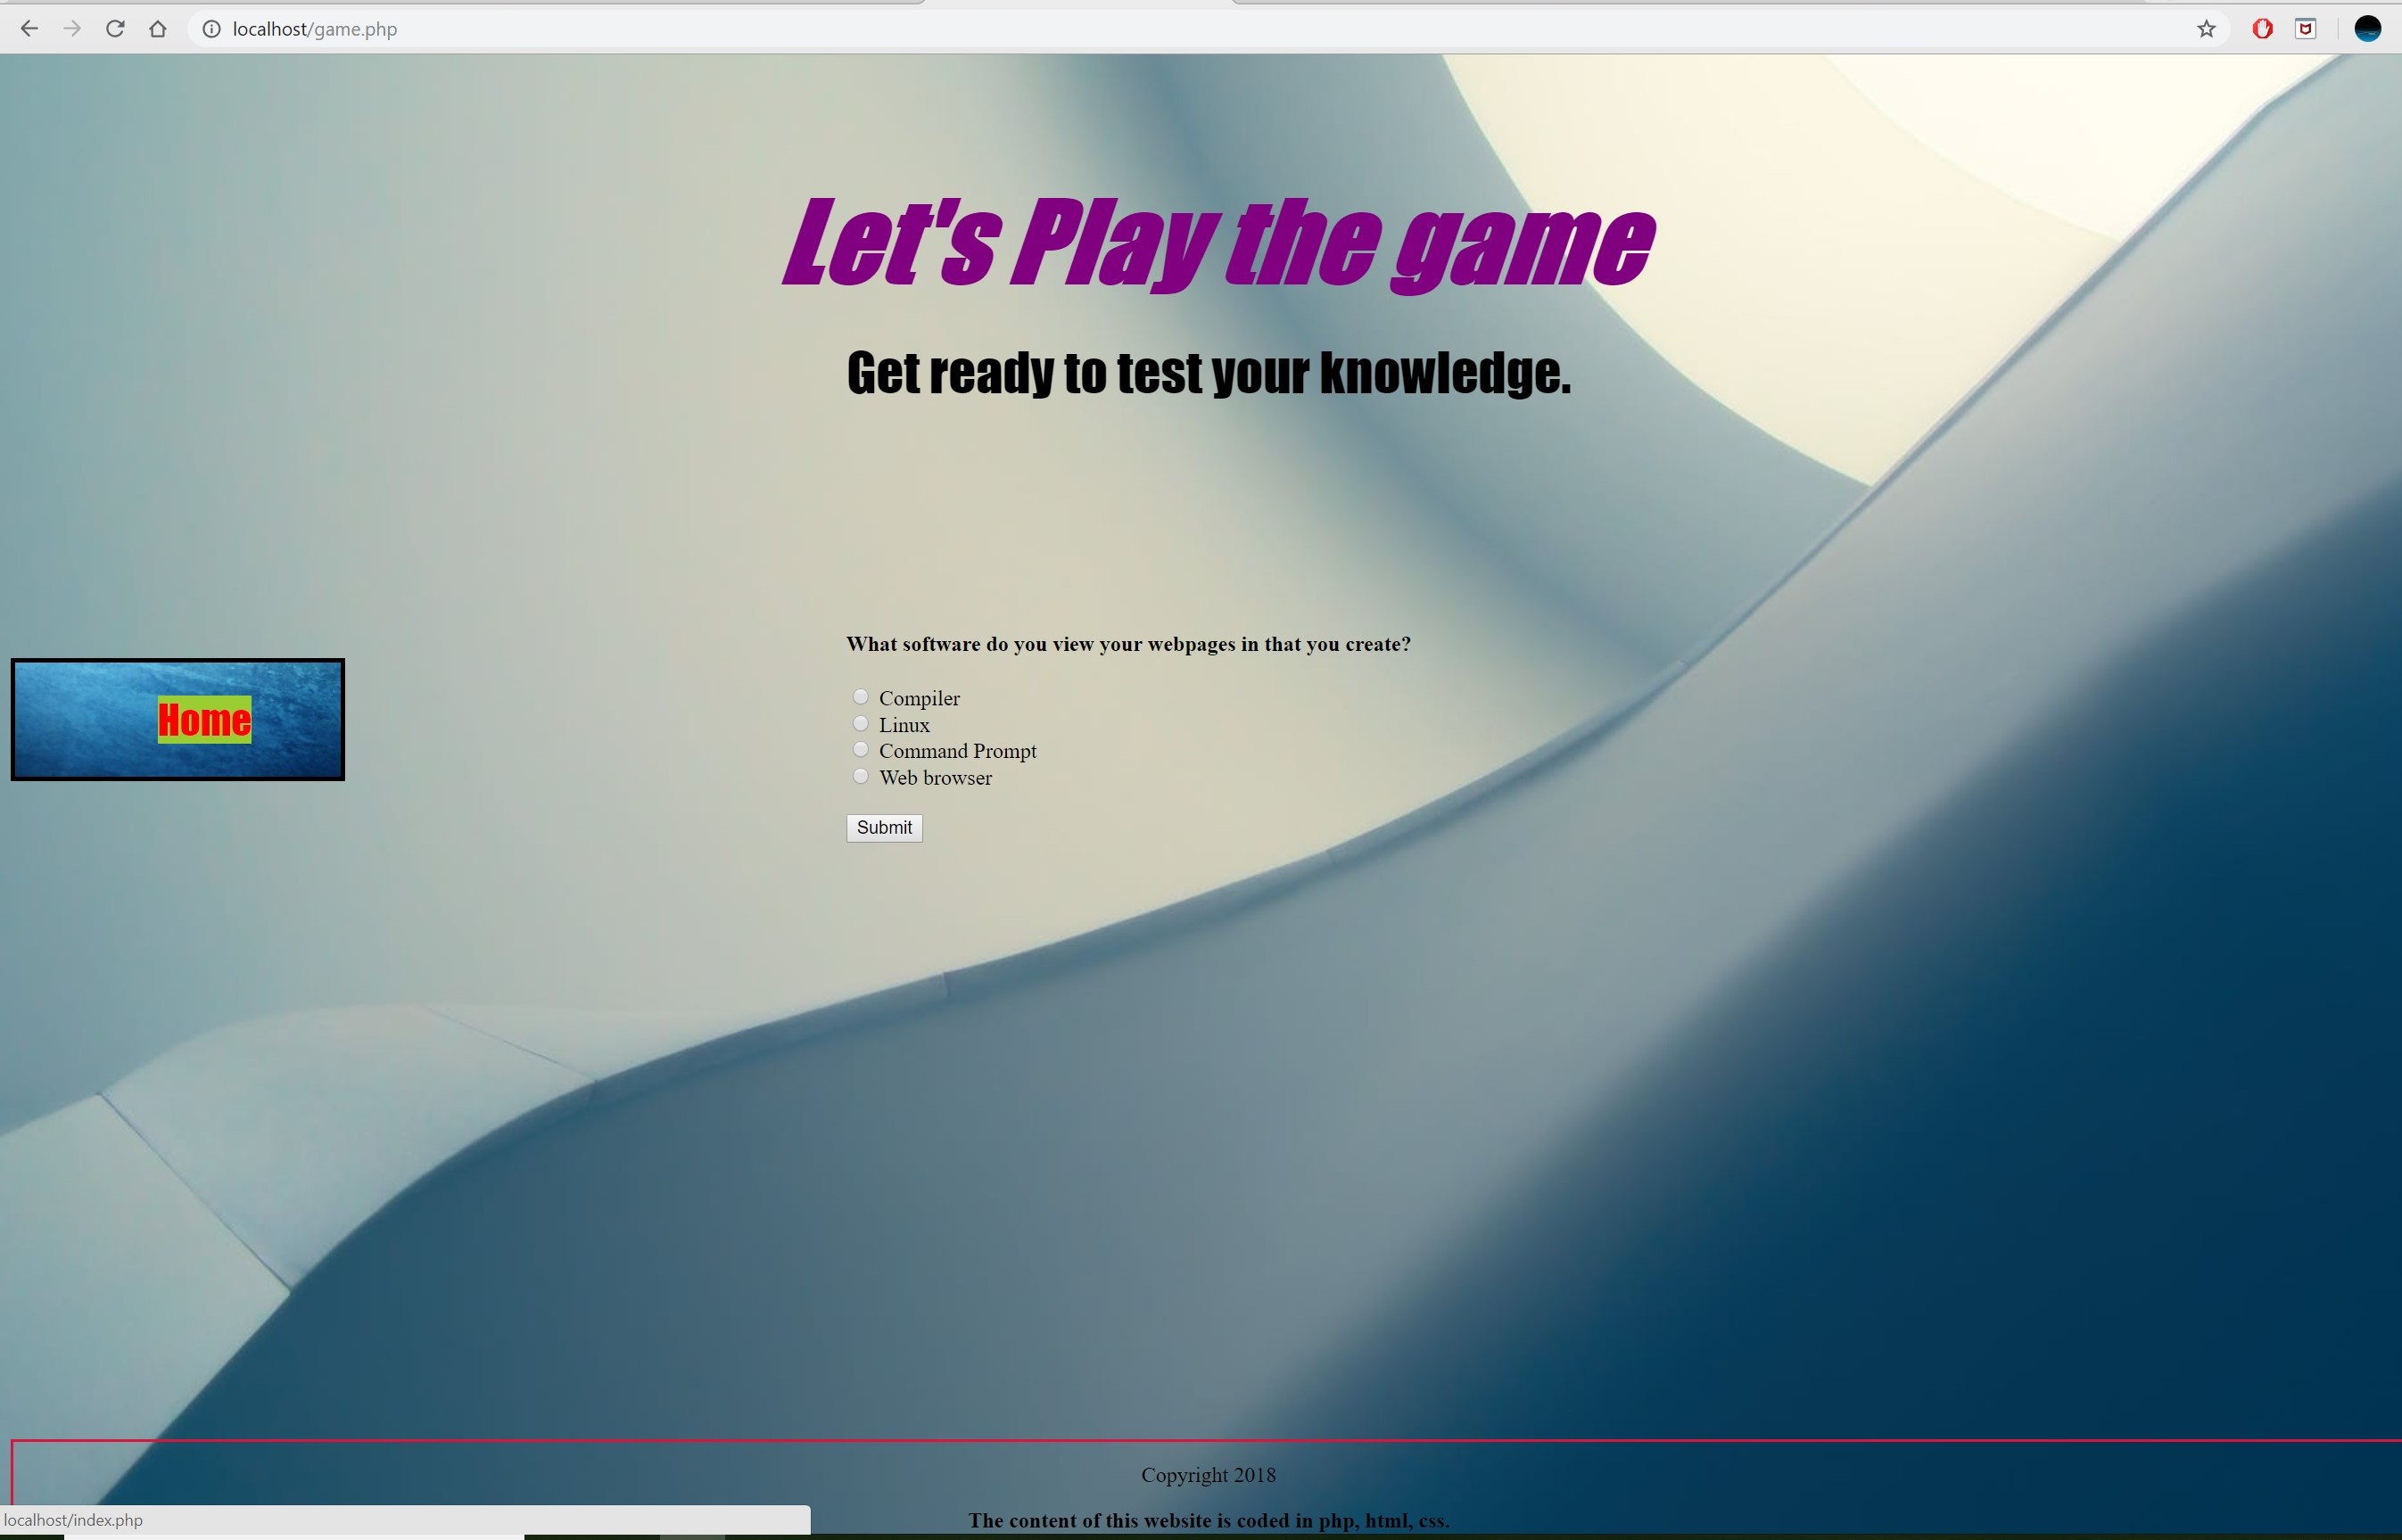 localhost/game.php
Let's Play the game
Get ready to test your knowledge.
What software do you view your webpages in that you create?
Home
Compiler
Linux
Command Prompt
Web browser
Submit
Copyright 2018
The content of this website is coded in php, html, css.
localhost/index.php